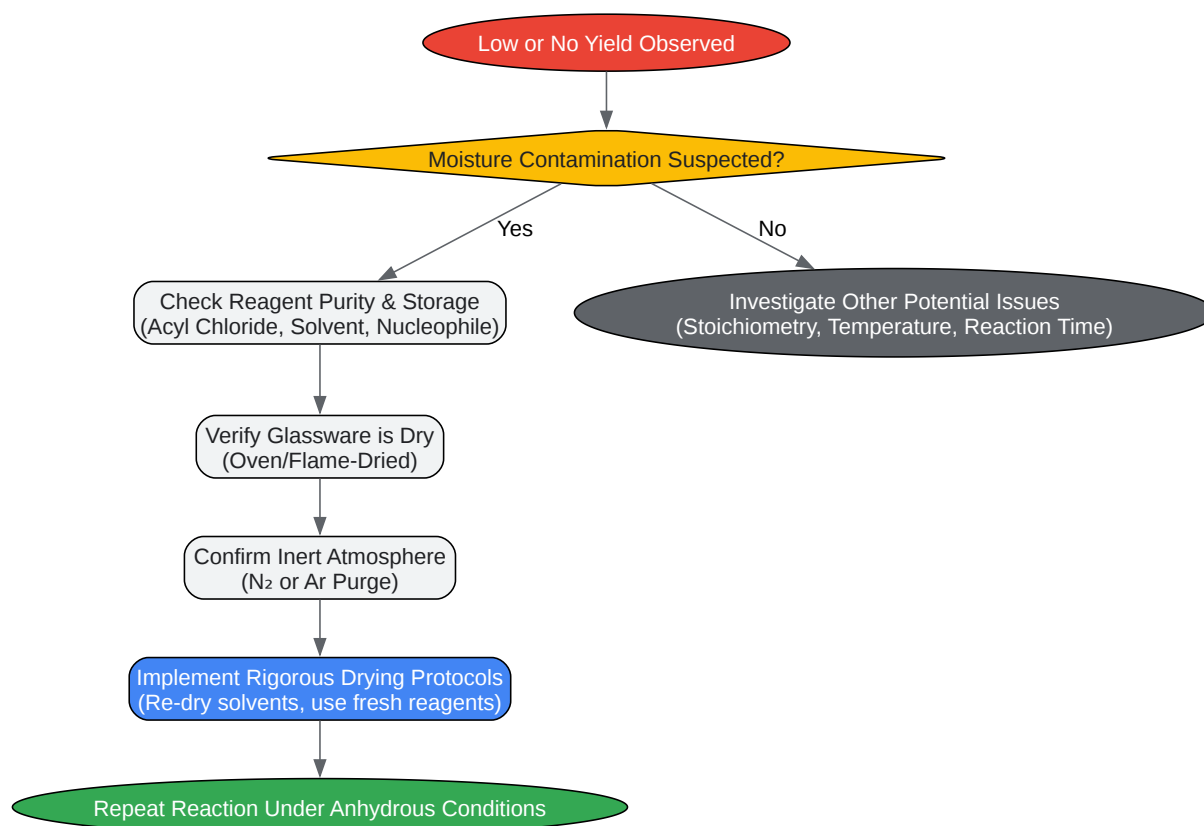 Low or No Yield Observed
Moisture Contamination Suspected?
Yes
No
Check Reagent Purity & Storage
(Acyl Chloride, Solvent, Nucleophile)
Investigate Other Potential Issues
(Stoichiometry, Temperature, Reaction Time)
Verify Glassware is Dry
(Oven/Flame-Dried)
Confirm Inert Atmosphere
(N₂ or Ar Purge)
Implement Rigorous Drying Protocols
(Re-dry solvents, use fresh reagents)
Repeat Reaction Under Anhydrous Conditions